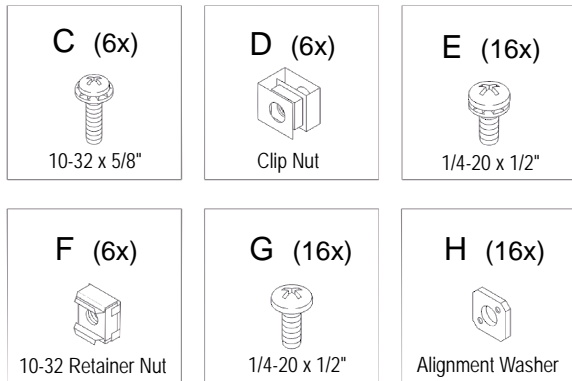 C (6x)
10-32 x 5/8"
D (6x)
Clip Nut
E (16x)
1/4-20 x 1/2"
F (6x)
10-32 Retainer Nut
G (16x)
1/4-20 x 1/2"
H (16x)
Alignment Washer